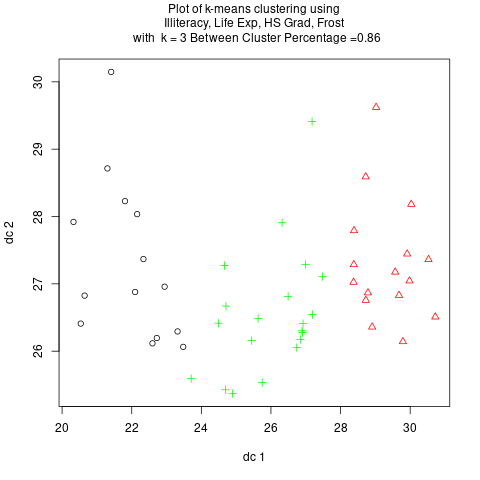 Plot of k-means clustering using
Illiteracy, Life Exp, HS Grad, Frost
with k = 3 Between Cluster Percentage =0.86
30
29
28
27
26
dc 2
20 22 24 26 28 30
dc 1